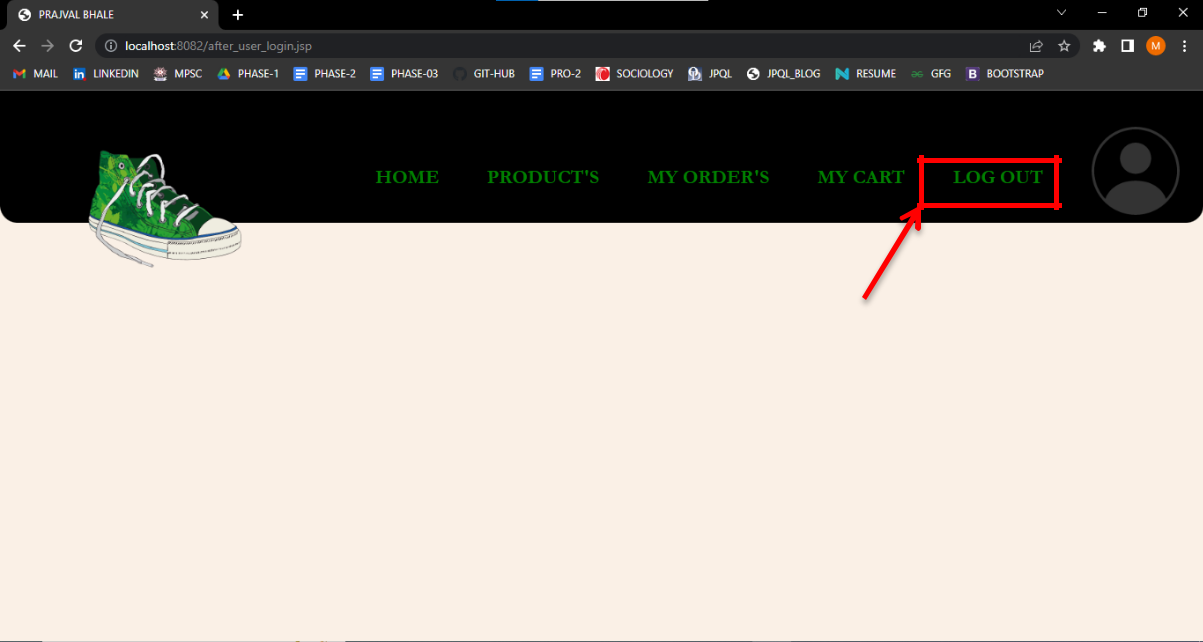 PRAJVAL BHALE
localhost:8082/after_user_login.jsp
M
MAIL LINKEDIN MPSC PHASE-1 PHASE-2 PHASE-03 GIT-HUB PRO-2 SOCIOLOGY JPQL JPQL_BLOG RESUME GFG B BOOTSTRAP
HOME PRODUCT'S MY ORDER'S MY CART LOG OUT